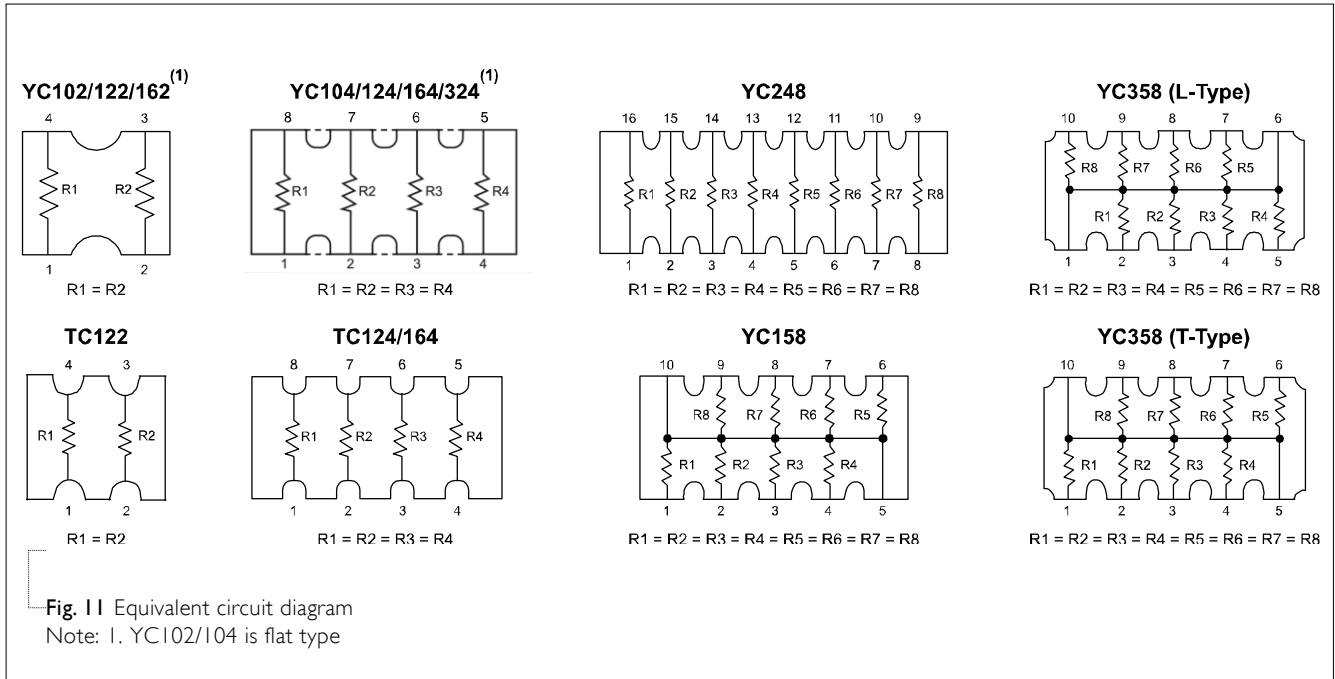 YC102/122/162(1)
4 3
R1 R2
1 2
R1 = R2
YC104/124/164/324(1)
8 7 6 5
R1 R2 R3 R4
1 2 3 4
R1 = R2 = R3 = R4
YC248
16 15 14 13 12 11 10 9
R1 R2 R3 R4 R5 R6 R7 R8
1 2 3 4 5 6 7 8
R1 = R2 = R3 = R4 = R5 = R6 = R7 = R8
YC358 (L-Type)
10 9 8 7 6
R8 R7 R6 R5
R1 R2 R3 R4
1 2 3 4 5
R1 = R2 = R3 = R4 = R5 = R6 = R7 = R8
TC122
4 3
R1 R2
1 2
R1 = R2
TC124/164
8 7 6 5
R1 R2 R3 R4
1 2 3 4
R1 = R2 = R3 = R4
YC158
10 9 8 7 6
R8 R7 R6 R5
R1 R2 R3 R4
1 2 3 4 5
R1 = R2 = R3 = R4 = R5 = R6 = R7 = R8
YC358 (T-Type)
10 9 8 7 6
R8 R7 R6 R5
R1 R2 R3 R4
1 2 3 4 5
R1 = R2 = R3 = R4 = R5 = R6 = R7 = R8
Fig. 11 Equivalent circuit diagram
Note: 1. YC102/104 is flat type